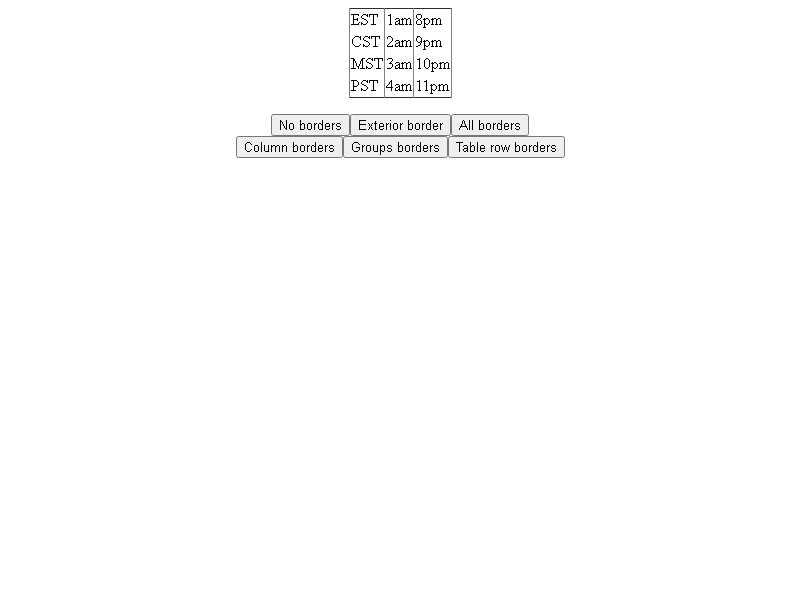 EST 1am 8pm
CST 2am 9pm
MST 3am 10pm
PST 4am 11pm
No borders Exterior border All borders
Column borders Groups borders Table row borders